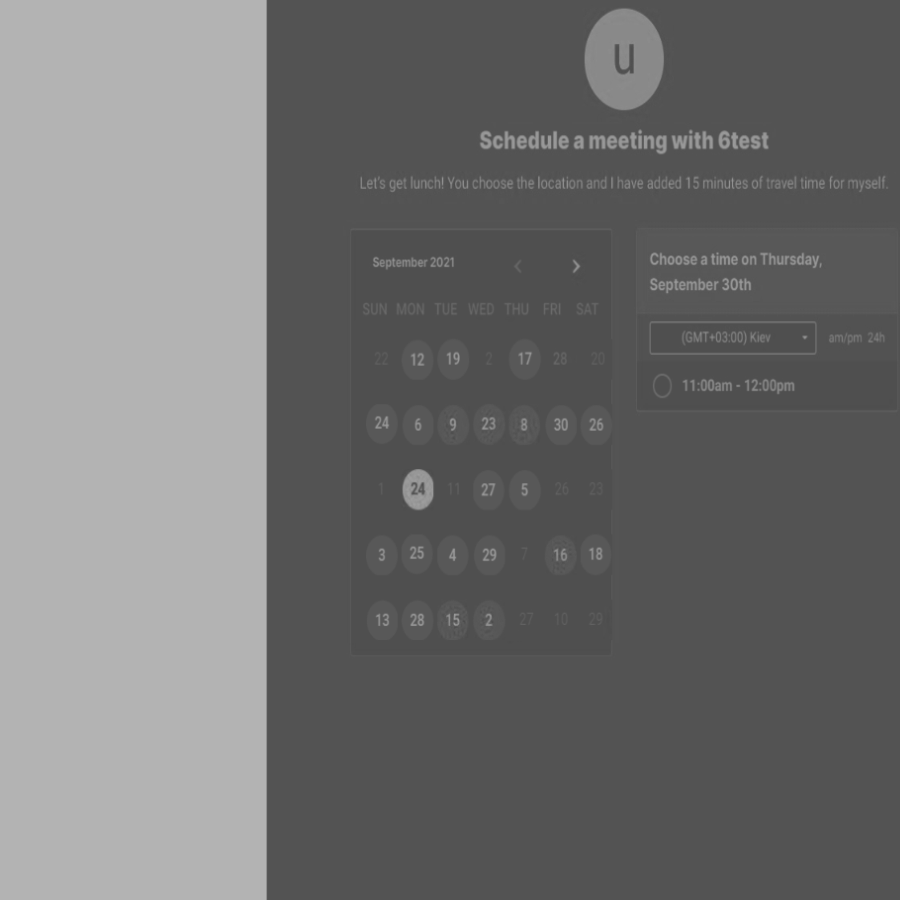 u
Schedule a meeting with 6test
Let's get lunch! You choose the location and I have added 15 minutes of travel time for myself.
September 2021
SUN MON TUE WED THU FRI SAT
22 12 19 2 17 28 20
24 6 9 23 8 30 26
1 24 11 27 5 26 23
3 25 4 29 7 16 18
13 28 15 2 27 10 29
Choose a time on Thursday,
September 30th
(GMT+03:00) Kiev am/pm 24h
11:00am - 12:00pm